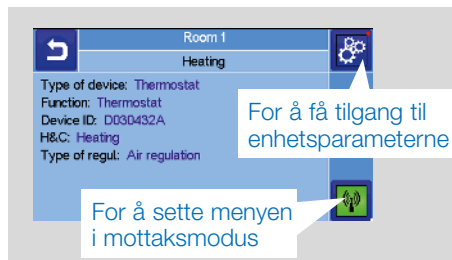 Room 1
Heating
Type of device: Thermostat
Function: Thermostat
Device ID: D030432A
H&C: Heating
Type of regul: Air regulation
For å få tilgang til
enhetsparameterne
For å sette menyen
i mottaksmodus